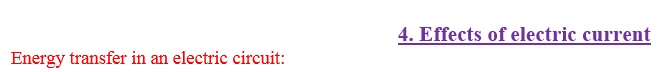 4. Effects of electric current
Energy transfer in an electric circuit: